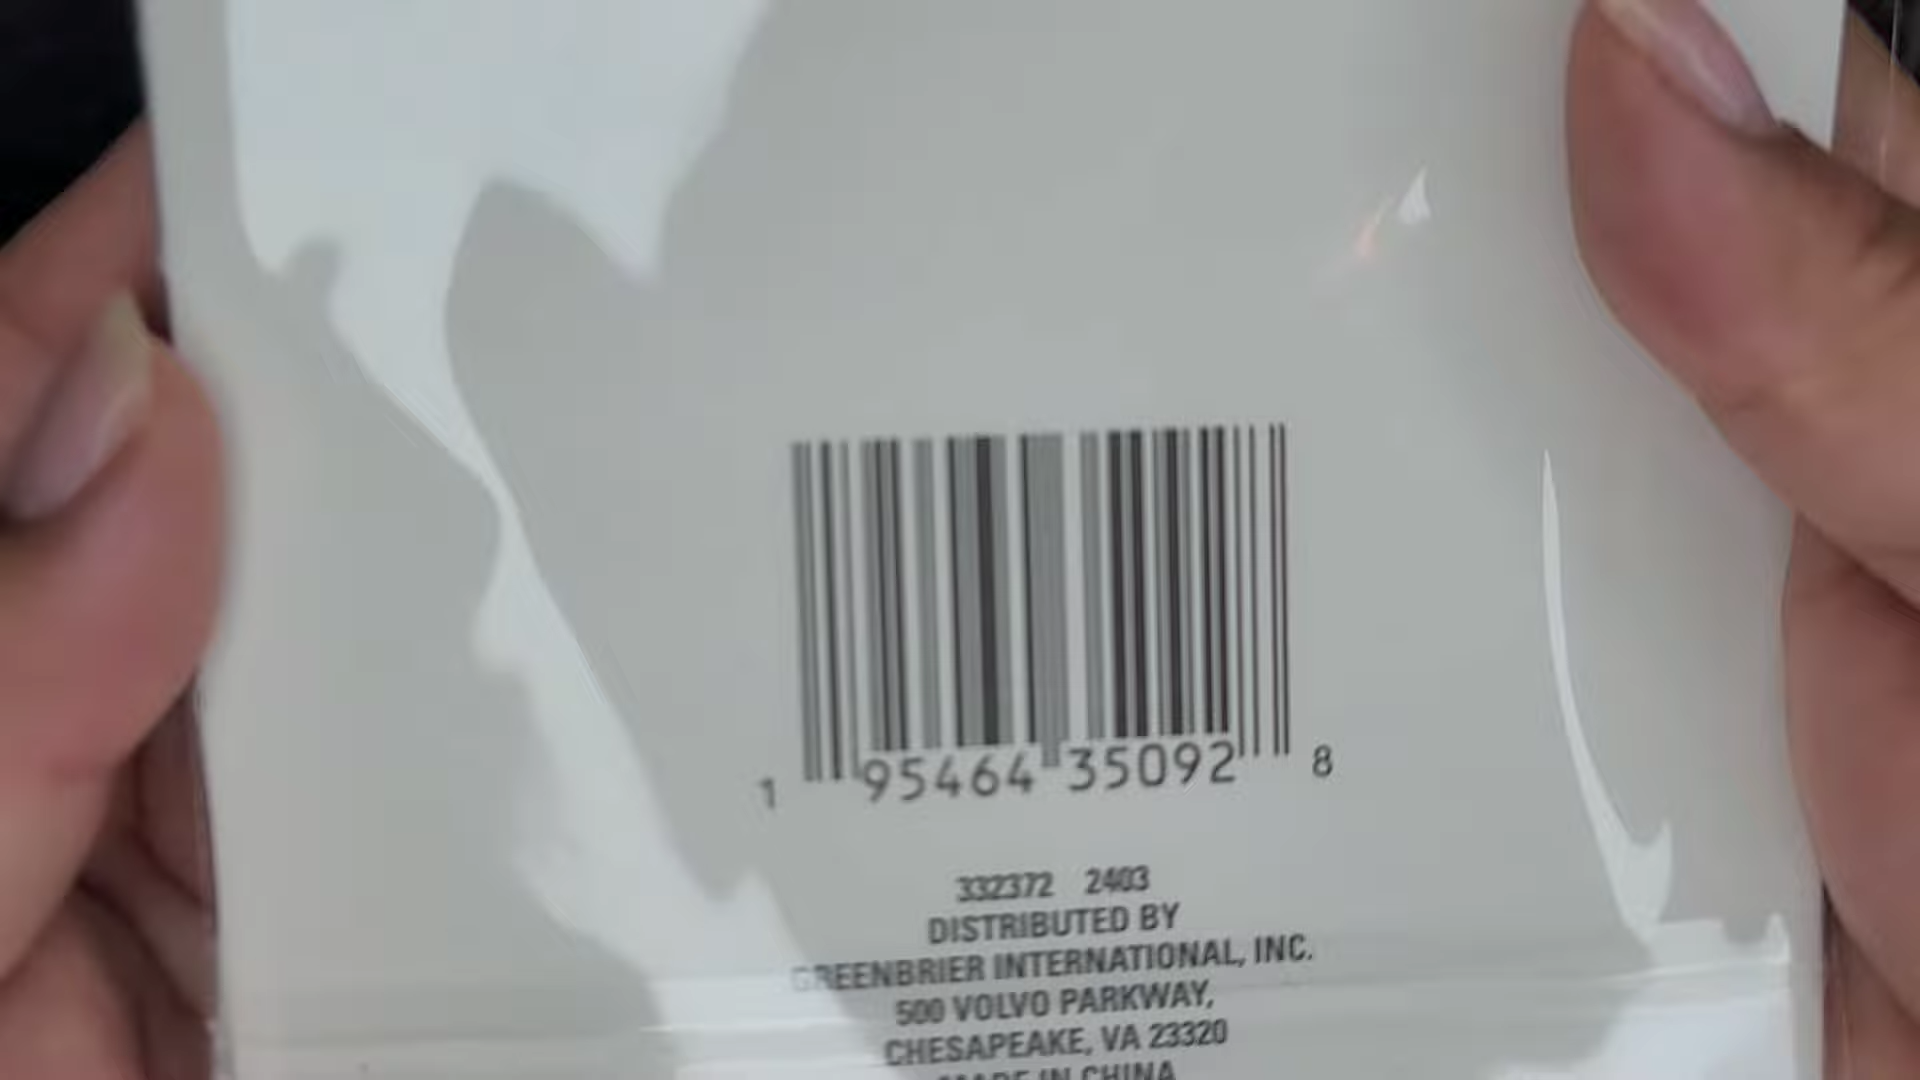 1 95464 35092 8
332372 2403
DISTRIBUTED BY
GREENBRIER INTERNATIONAL, INC.
500 VOLVO PARKWAY,
CHESAPEAKE, VA 23320
MADE IN CHINA